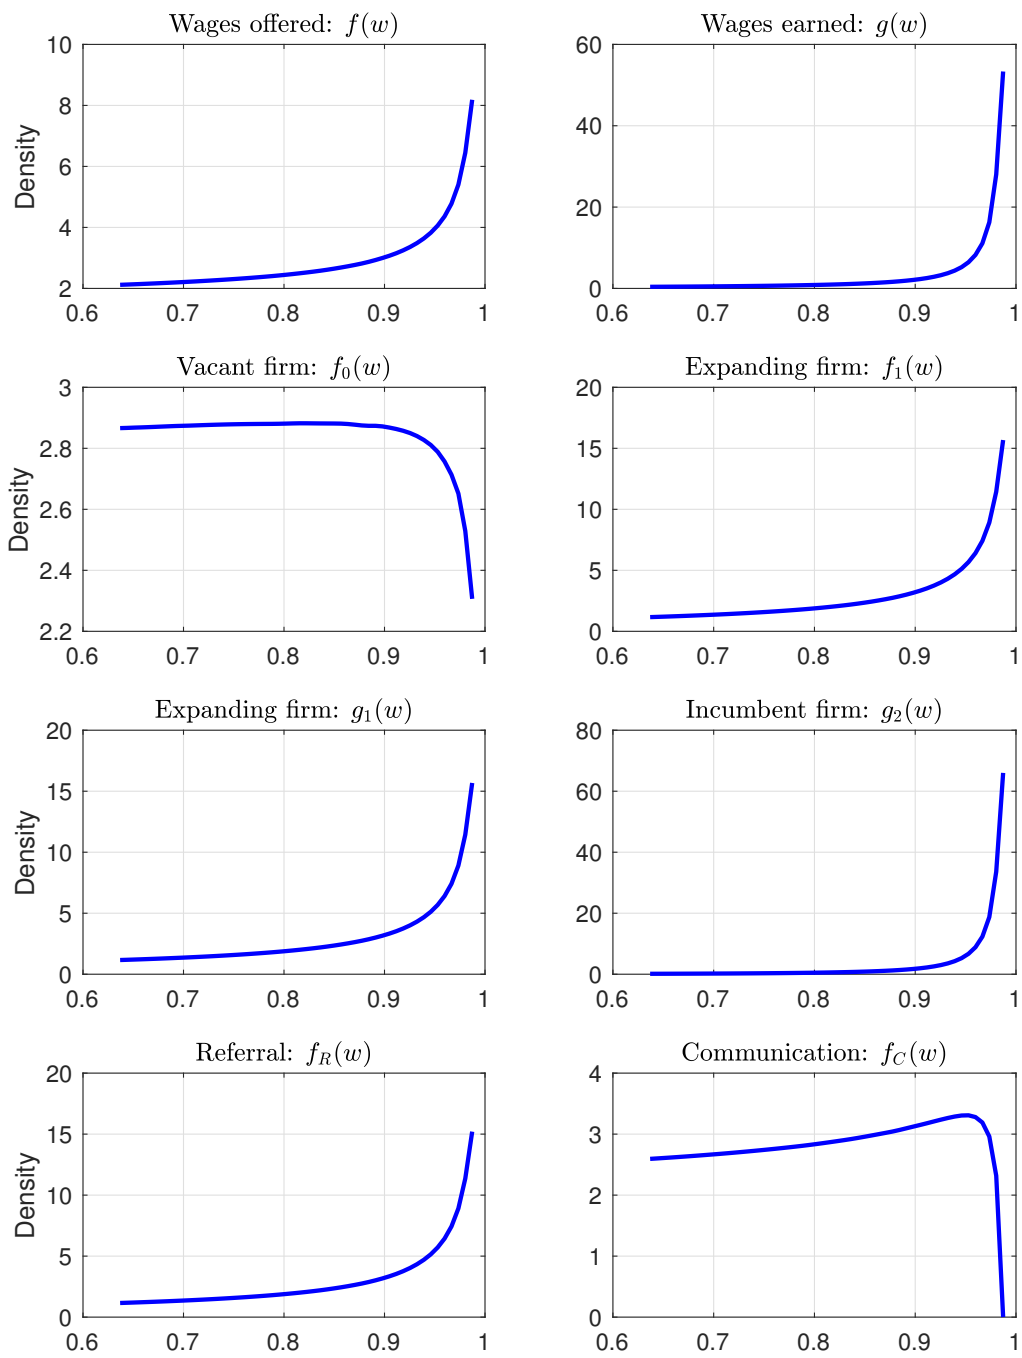 Wages offered: f(w)
10
8
6
4
2
Density
0.6 0.7 0.8 0.9 1
Wages earned: g(w)
60
40
20
0
0.6 0.7 0.8 0.9 1
Vacant firm: f₀(w)
3
2.8
2.6
2.4
2.2
Density
0.6 0.7 0.8 0.9 1
Expanding firm: f₁(w)
20
15
10
5
0
0.6 0.7 0.8 0.9 1
Expanding firm: g₁(w)
20
15
10
5
0
Density
0.6 0.7 0.8 0.9 1
Incumbent firm: g₂(w)
80
60
40
20
0
0.6 0.7 0.8 0.9 1
Referral: f_R(w)
20
15
10
5
0
Density
0.6 0.7 0.8 0.9 1
Communication: f_C(w)
4
3
2
1
0
0.6 0.7 0.8 0.9 1